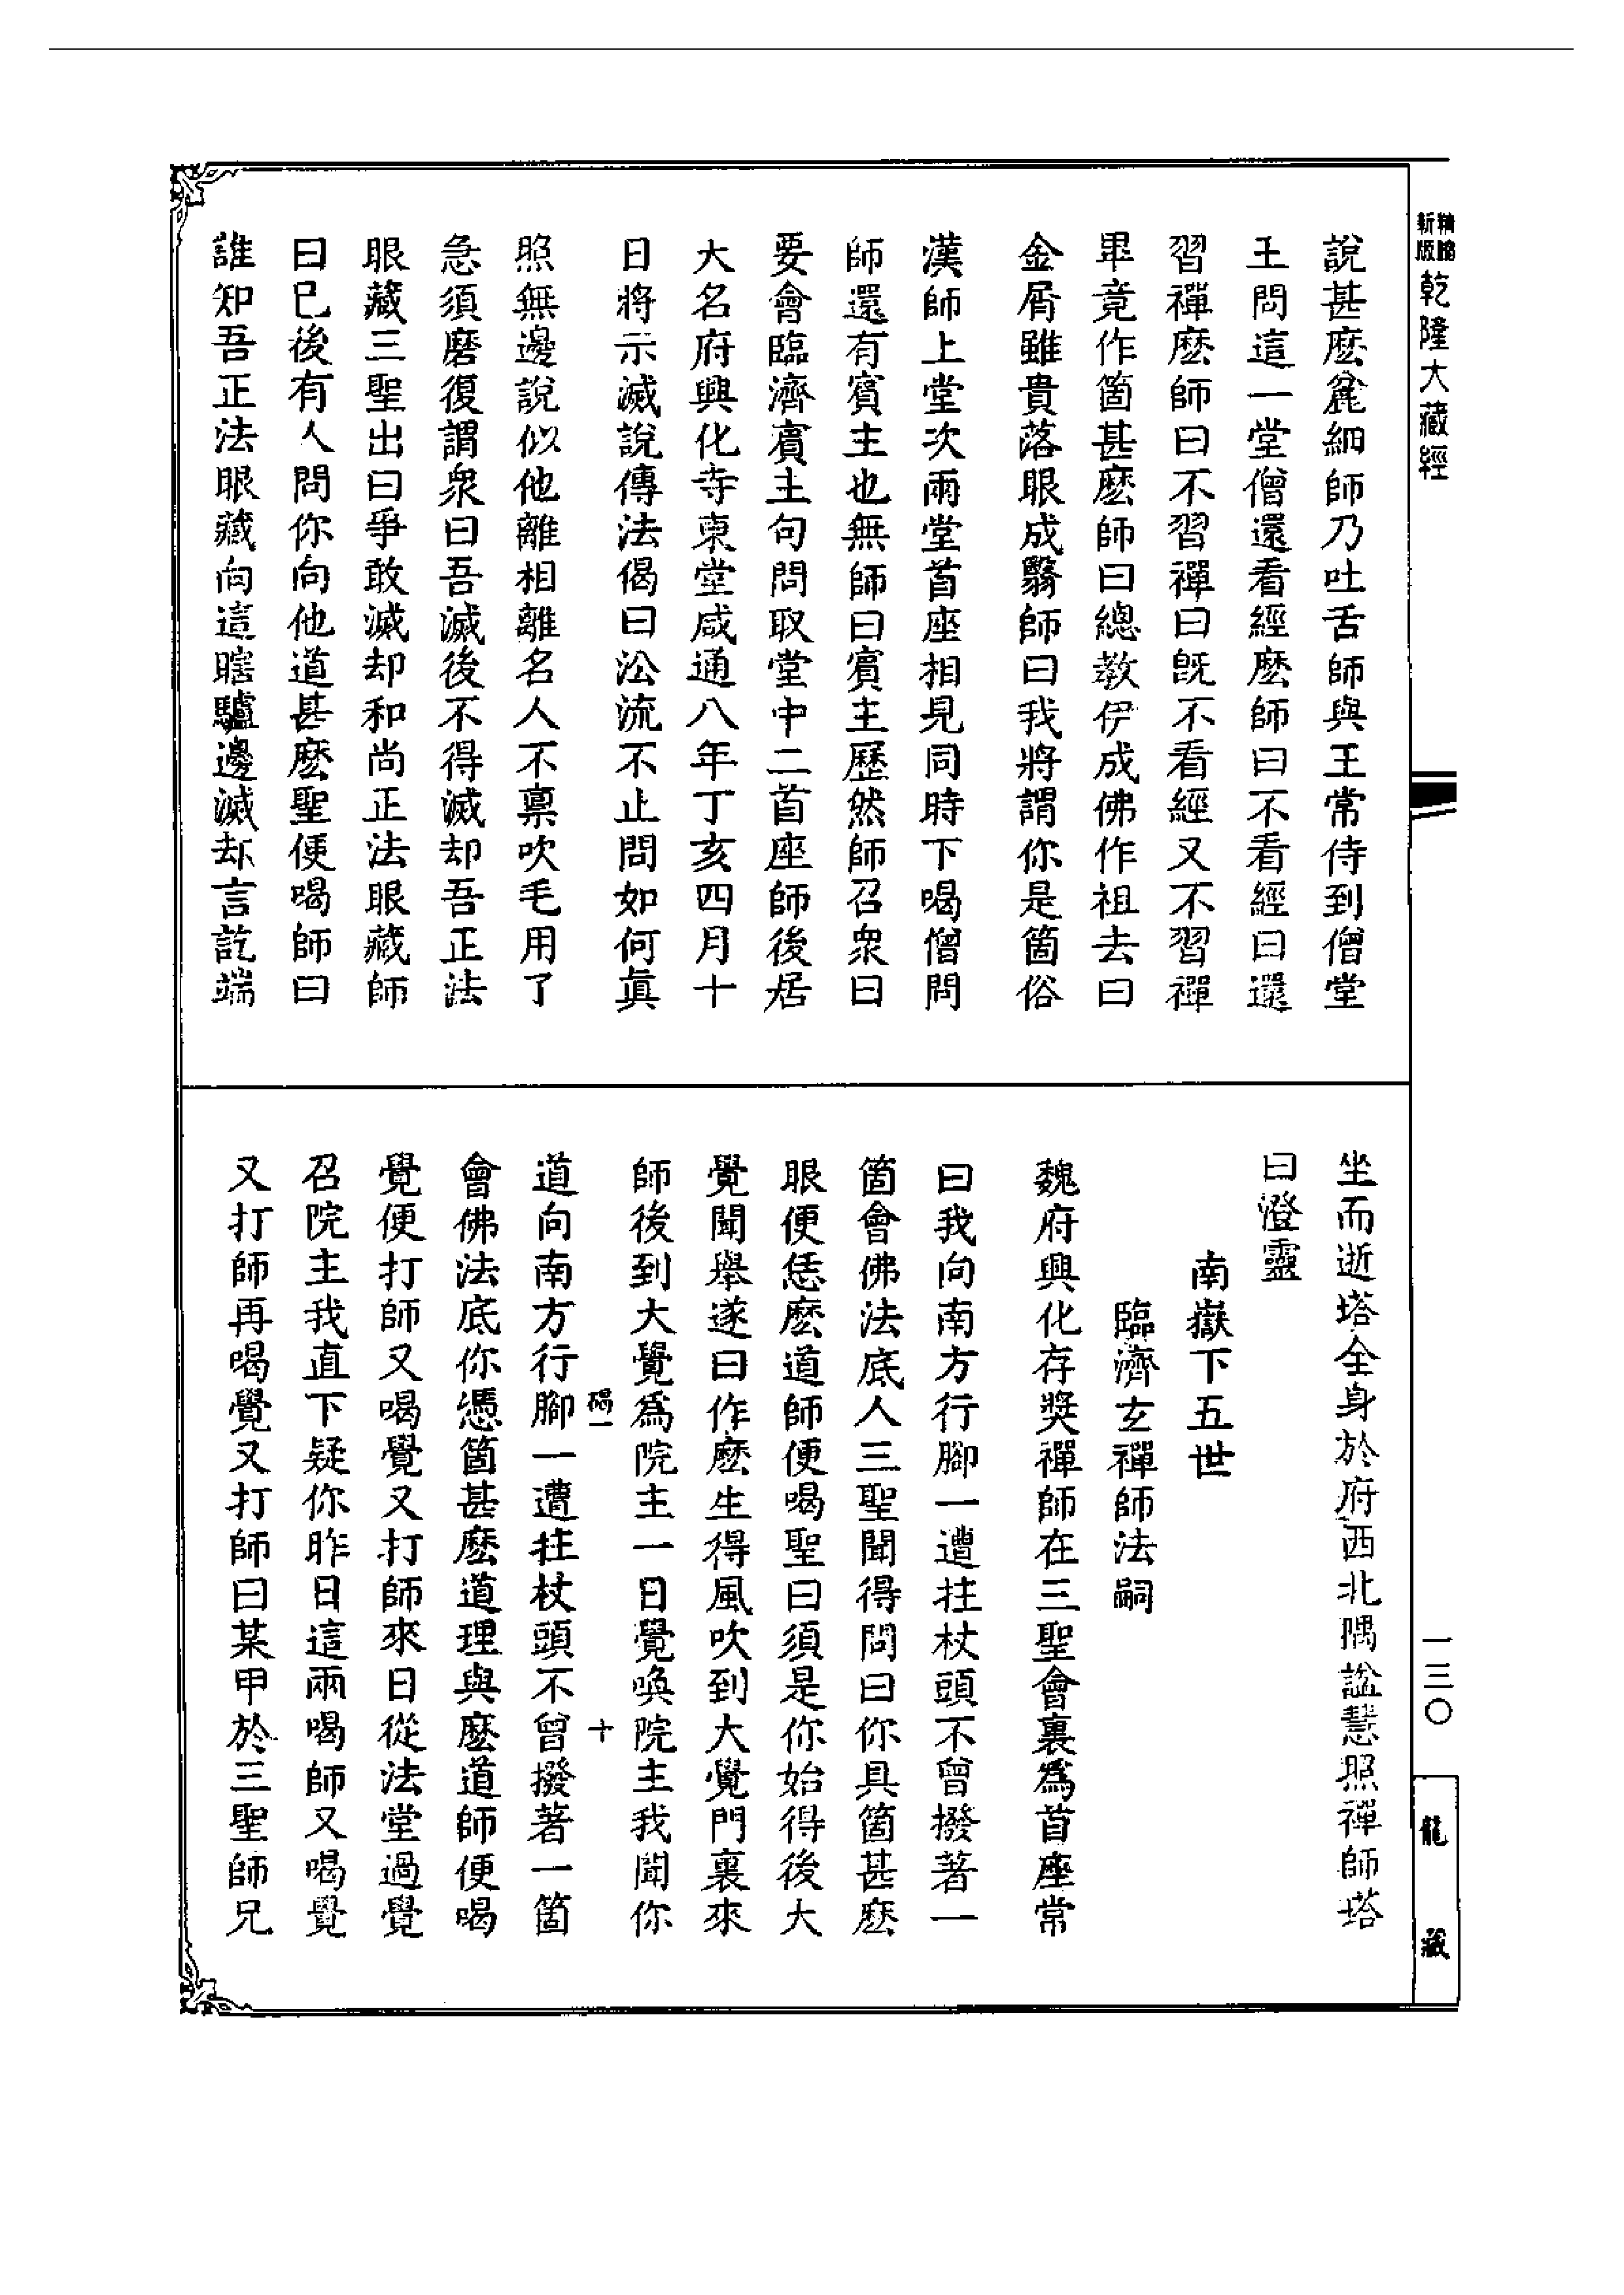 精編
新版
乾隆大藏經
說甚麼麄細師乃吐舌師與王常侍到僧堂
王問這一堂僧還看經麼師曰不看經曰還
習禪麼師曰不習禪曰旣不看經又不習禪
畢竟作箇甚麼師曰總教伊成佛作祖去曰
金屑雖貴落眼成翳師曰我將謂你是箇俗
漢師上堂次兩堂首座相見同時下喝僧問
師還有賓主也無師曰賓主歷然師召衆曰
要會臨濟賓主句問取堂中二首座師後居
大名府興化寺東堂咸通八年丁亥四月十
日將示滅說傳法偈曰㳂流不止問如何真
照無邊說似他離相離名人不禀吹毛用了
急須磨復謂衆曰吾滅後不得滅却吾正法
眼藏三聖出曰爭敢滅却和尚正法眼藏師
曰已後有人問你向他道甚麼聖便喝師曰
誰知吾正法眼藏向這瞎驢邊滅却言訖端
坐而逝塔全身於府西北隅諡慧照禪師塔
曰澄靈
南嶽下五世
臨濟玄禪師法嗣
魏府興化存獎禪師在三聖會裏爲首座常
曰我向南方行腳一遭拄杖頭不曾撥著一
箇會佛法底人三聖聞得問曰你具箇甚麼
眼便恁麼道師便喝聖曰須是你始得後大
覺聞舉遂曰作麼生得風吹到大覺門裏來
師後到大覺爲院主一日覺喚院主我聞你
十
道向南方行腳一遭拄杖頭不曾撥著一箇
會佛法底你憑箇甚麼道理與麼道師便喝
覺便打師又喝覺又打師來日從法堂過覺
召院主我直下疑你昨日這兩喝師又喝覺
又打師再喝覺又打師曰某甲於三聖師兄
一三〇
龍藏